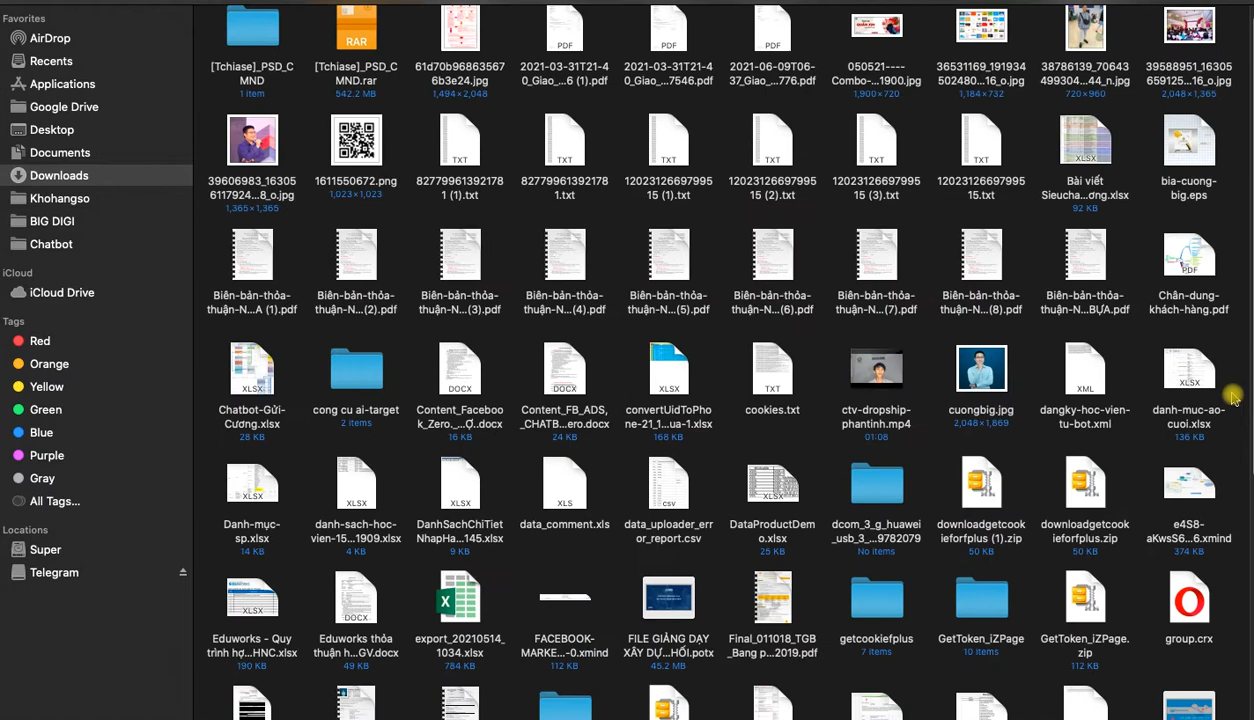 Favorites
AirDrop
Recents
Applications
Google Drive
Desktop
Documents
Downloads
Khohangso
BIG DIGI
Chatbot
iCloud
iCloud Drive
Tags
Red
Orange
Yellow
Green
Blue
Purple
Gray
All Tags...
Locations
Super
Telegram
RAR
PDF
PDF
PDF
[Tchiase]_PSD_C
MND
1 item
[Tchiase]_PSD_C
MND.rar
542.2 MB
61d70b96863567
6b3e24.jpg
1,494×2,048
2021-03-31T21-4
0_Giao_...6 (1).pdf
2021-03-31T21-4
0_Giao_...7546.pdf
2021-06-09T06-
37_Giao_...776.pdf
050521----
Combo-...1900.jpg
1,900×720
36531169_191934
502480...16_o.jpg
1,184×732
38786139_70643
499304...44_n.jpg
720×960
39588951_16305
659125...16_o.jpg
2,048×1,365
TXT
TXT
TXT
TXT
TXT
TXT
XLSX
39606983_16305
6117924...8_o.jpg
1,365×1,365
1611550672.png
1,023×1,023
82779961392178
1 (1).txt
82779961392178
1.txt
12023126697995
15 (1).txt
12023126697995
15 (2).txt
12023126697995
15 (3).txt
12023126697995
15.txt
Bài viết
Sieucha...ơng.xlsx
92 KB
bia-cuong-
big.eps
PDF
Biên-bản-thỏa-
thuận-N...A (1).pdf
Biên-bản-thỏa-
thuận-N...(2).pdf
Biên-bản-thỏa-
thuận-N...(3).pdf
Biên-bản-thỏa-
thuận-N...(4).pdf
Biên-bản-thỏa-
thuận-N...(5).pdf
Biên-bản-thỏa-
thuận-N...(6).pdf
Biên-bản-thỏa-
thuận-N...(7).pdf
Biên-bản-thỏa-
thuận-N...(8).pdf
Biên-bản-thỏa-
thuận-N...BỰA.pdf
Chân-dung-
khách-hàng.pdf
XLSX
DOCX
DOCX
XLSX
TXT
XML
XLSX
Chatbot-Gửi-
Cương.xlsx
28 KB
cong cu ai-target
2 items
Content_Faceboo
k_Zero._...Ợ).docx
16 KB
Content_FB_ADS,
_CHATB...ero.docx
24 KB
convertUidToPho
ne-21_1...ua-1.xlsx
168 KB
cookies.txt
ctv-dropship-
phantinh.mp4
01:08
cuongbig.jpg
2,048×1,869
dangky-hoc-vien-
tu-bot.xml
danh-muc-ao-
cuoi.xlsx
136 KB
XLSX
XLSX
XLSX
XLS
csv
XLSX
Danh-mục-
sp.xlsx
14 KB
danh-sach-hoc-
vien-15...1909.xlsx
4 KB
DanhSachChiTiet
NhapHa...145.xlsx
9 KB
data_comment.xls
data_uploader_err
or_report.csv
DataProductDem
o.xlsx
25 KB
dcom_3_g_huawei
_usb_3_...9782079
No items
downloadgetcook
ieforfplus (1).zip
50 KB
downloadgetcook
ieforfplus.zip
50 KB
e4S8-
aKwsS6...6.xmind
374 KB
XLSX
DOCX
X
Eduworks - Quy
trình hợ...HNC.xlsx
190 KB
Eduworks thỏa
thuận h...GV.docx
49 KB
export_20210514_
1034.xlsx
784 KB
FACEBOOK-
MARKE...-0.xmind
112 KB
FILE GIẢNG DẠY
XÂY DỰ...HỐI.potx
45.2 MB
Final_011018_TGB
_Bang p...2019.pdf
getcookiefplus
7 items
GetToken_iZPage
10 items
GetToken_iZPage.
zip
112 KB
group.crx